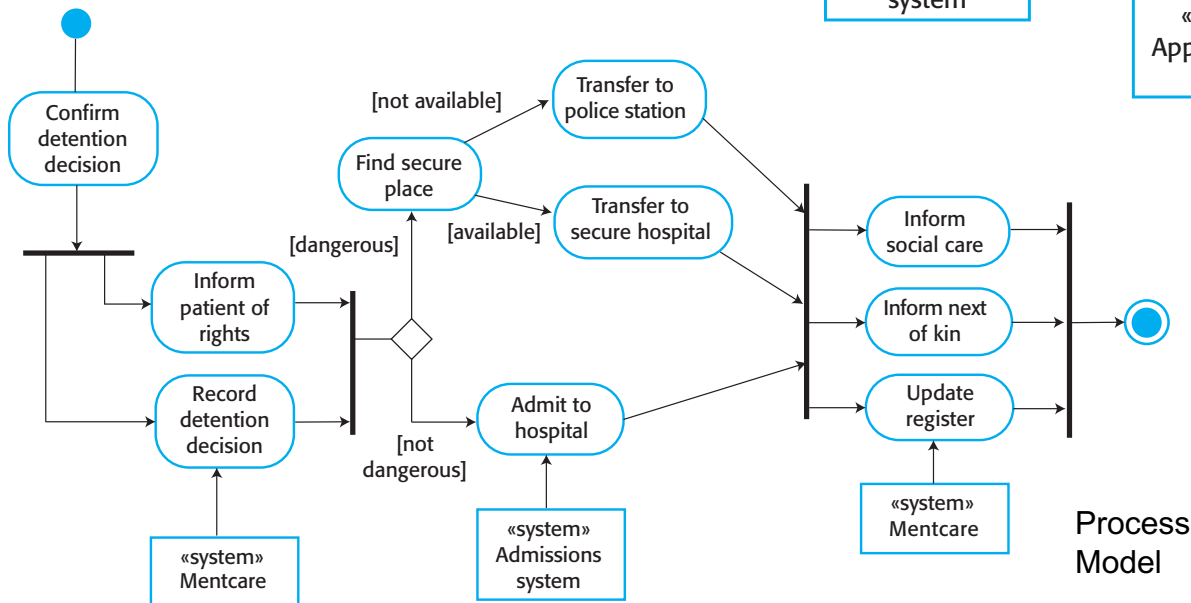 system
«
App
Confirm
detention
decision
[not available]
Transfer to
police station
Find secure
place
Transfer to
secure hospital
[available]
[dangerous]
Inform
social care
Inform
patient of
rights
Inform next
of kin
Record
detention
decision
Admit to
hospital
[not
dangerous]
Update
register
«system»
Mentcare
«system»
Admissions
system
«system»
Mentcare
Process
Model